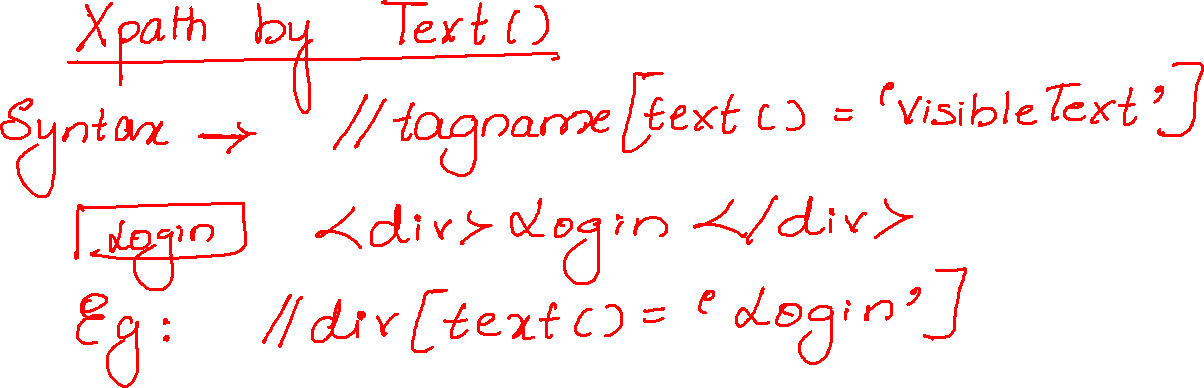 Xpath by Text()
Syntax → //tagname[text() = 'visibleText']
Login <div> Login </div>
Eg: //div[text() = 'Login']